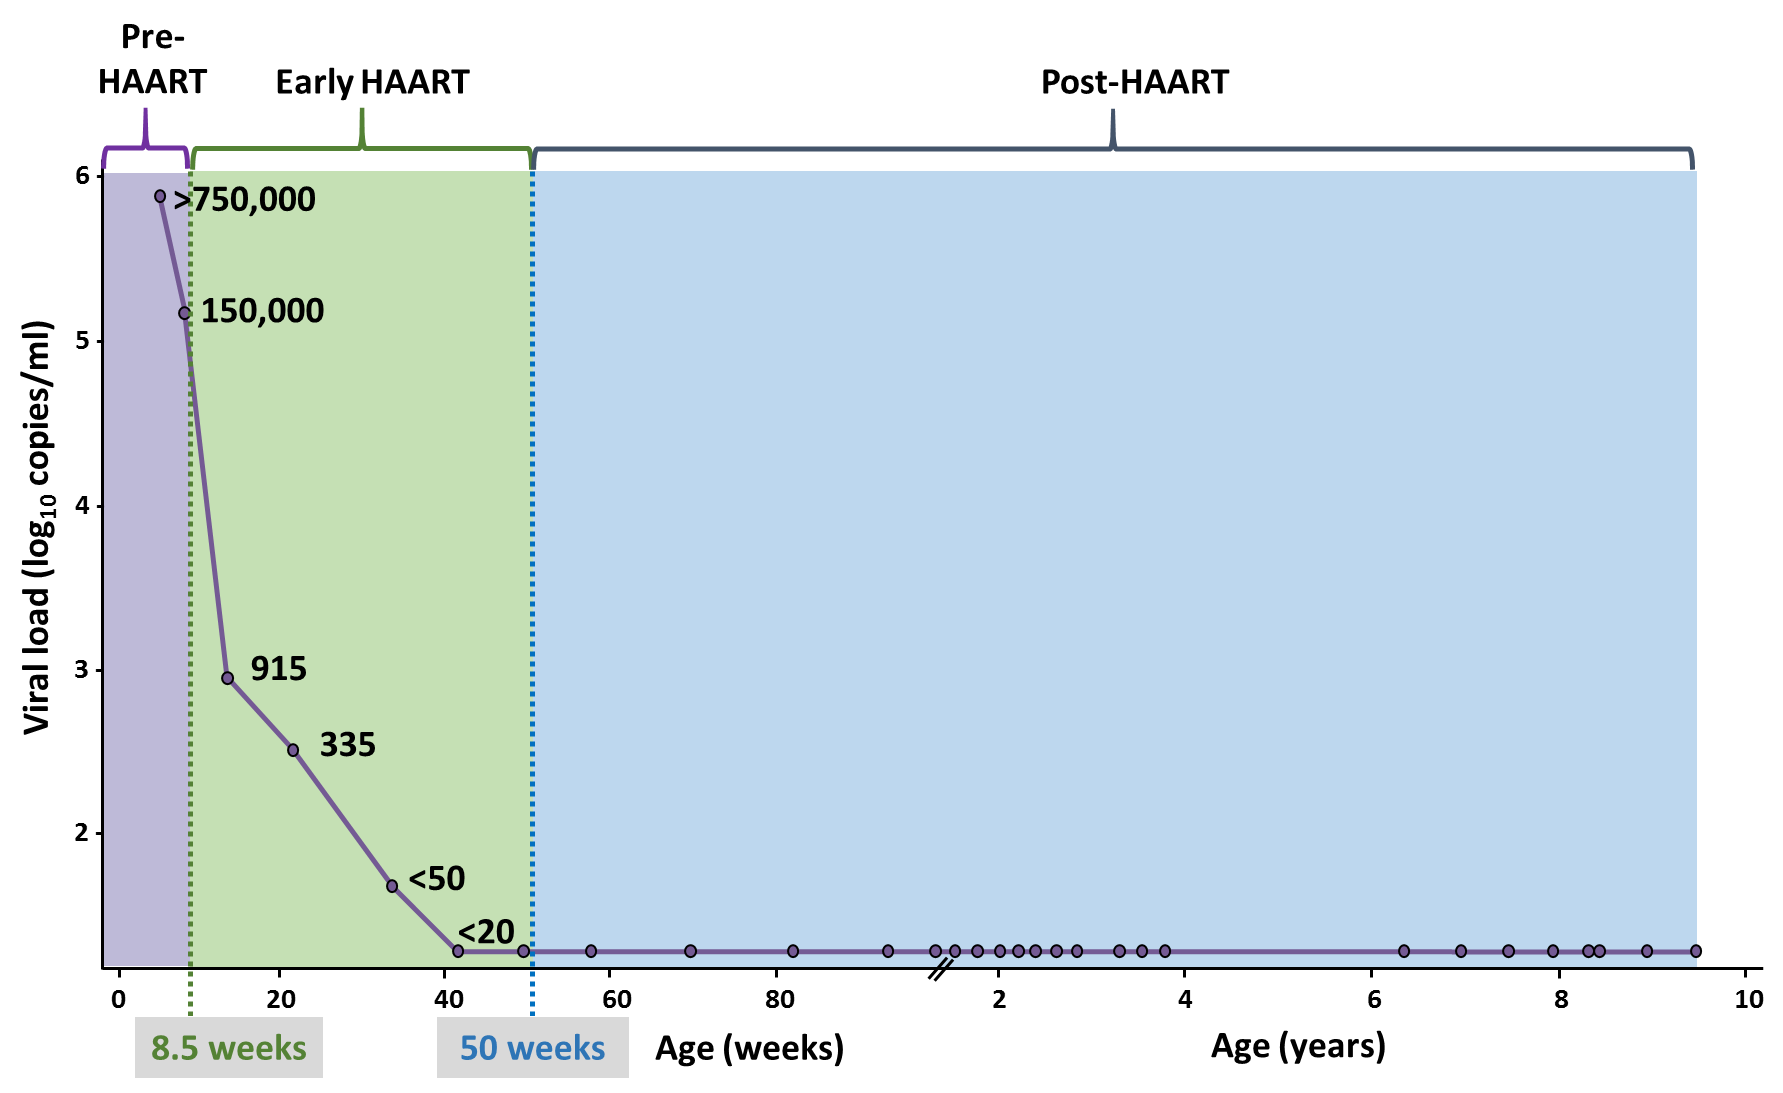 Pre-
HAART
Early HAART
Post-HAART
6
5
4
3
2
Viral load (log10 copies/ml)
>750,000
150,000
915
335
<50
<20
0
20
40
60
80
2
4
6
8
10
8.5 weeks
50 weeks
Age (weeks)
Age (years)